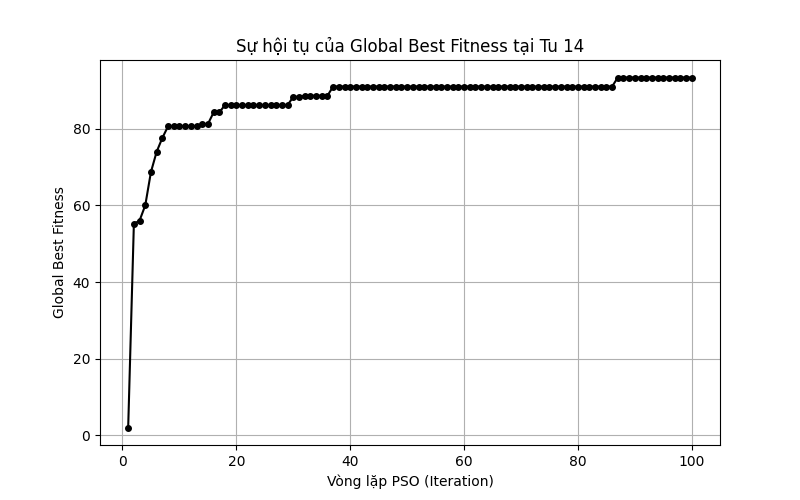 Sự hội tụ của Global Best Fitness tại Tu 14
Global Best Fitness
80
60
40
20
0
0 20 40 60 80 100
Vòng lặp PSO (Iteration)